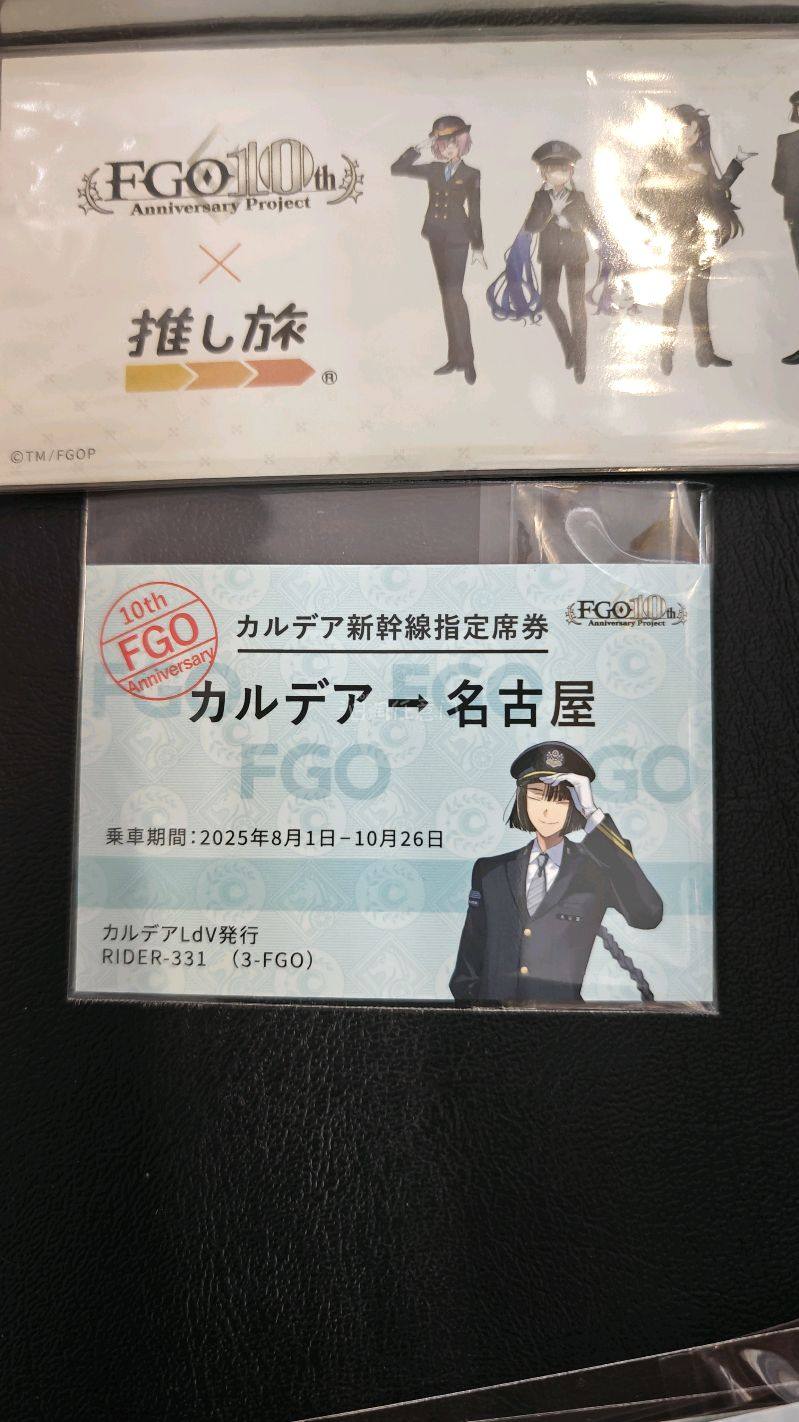 FGO 10th
Anniversary Project
×
推し旅
®
©TM/FGOP
10th
FGO
Anniversary
カルデア新幹線指定席券
FGO 10th
Anniversary Project
カルデア➡名古屋
FGO FGO
FGO FGO
乗車期間：2025年8月1日−10月26日
カルデアLdV発行
RIDER-331 （3-FGO）